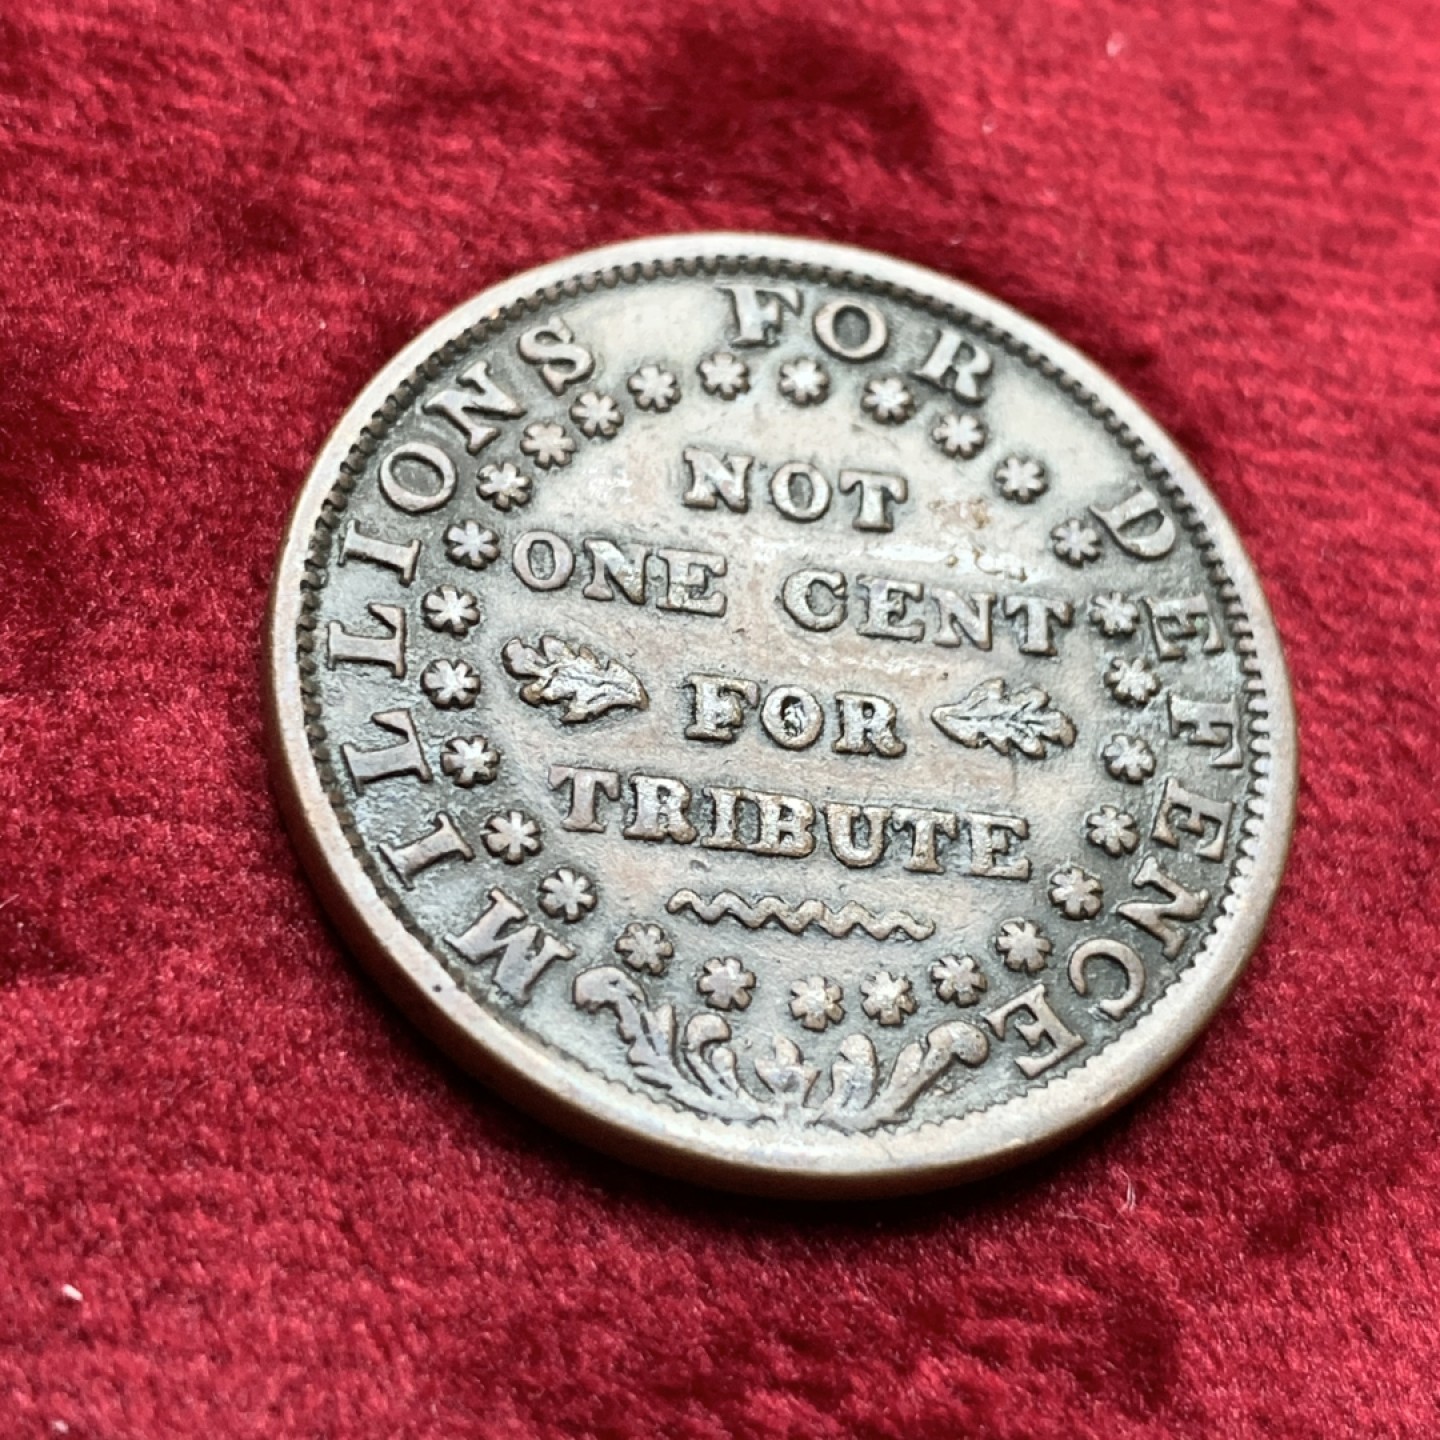 MILLIONS FOR DEFENCE
NOT
ONE CENT
FOR
TRIBUTE